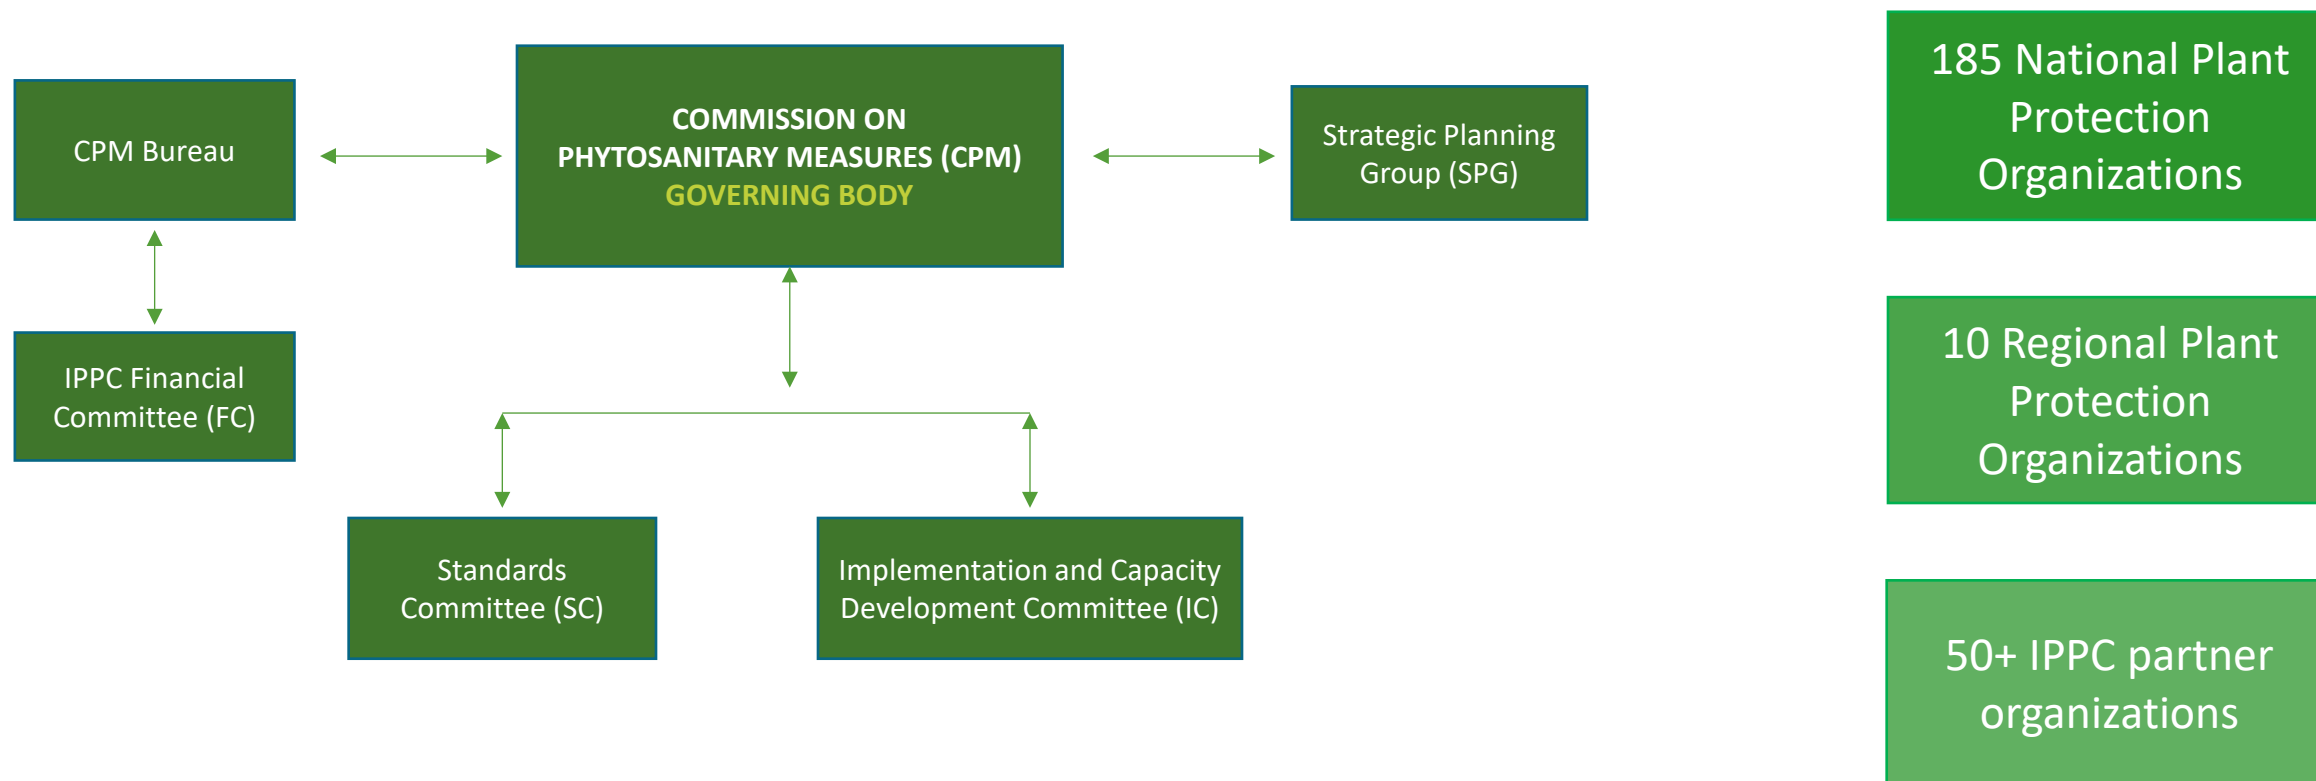 CPM Bureau
COMMISSION ON
PHYTOSANITARY MEASURES (CPM)
GOVERNING BODY
Strategic Planning
Group (SPG)
IPPC Financial
Committee (FC)
Standards
Committee (SC)
Implementation and Capacity
Development Committee (IC)
185 National Plant
Protection
Organizations
10 Regional Plant
Protection
Organizations
50+ IPPC partner
organizations